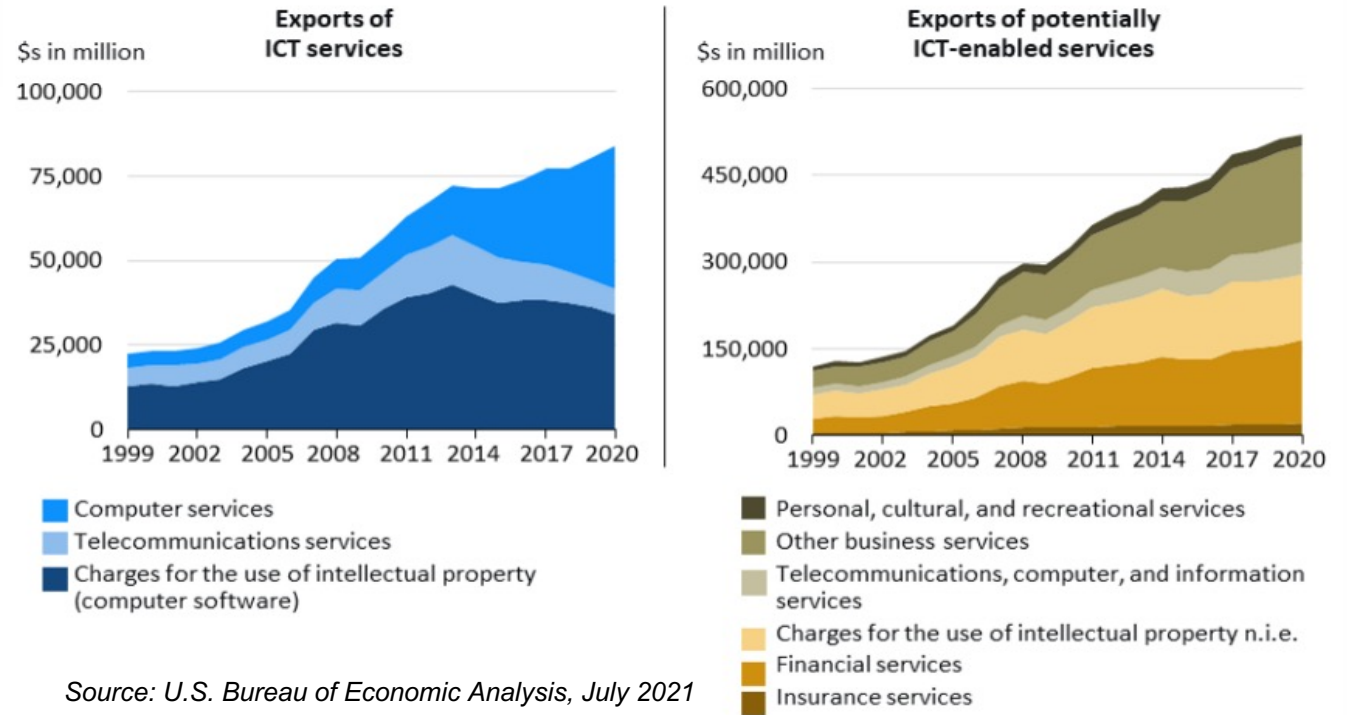 Exports of
ICT services
$s in million
100,000
75,000
50,000
25,000
0
1999 2002 2005 2008 2011 2014 2017 2020
Computer services
Telecommunications services
Charges for the use of intellectual property
(computer software)
Exports of potentially
ICT-enabled services
$s in million
600,000
450,000
300,000
150,000
0
1999 2002 2005 2008 2011 2014 2017 2020
Personal, cultural, and recreational services
Other business services
Telecommunications, computer, and information
services
Charges for the use of intellectual property n.i.e.
Financial services
Insurance services
Source: U.S. Bureau of Economic Analysis, July 2021